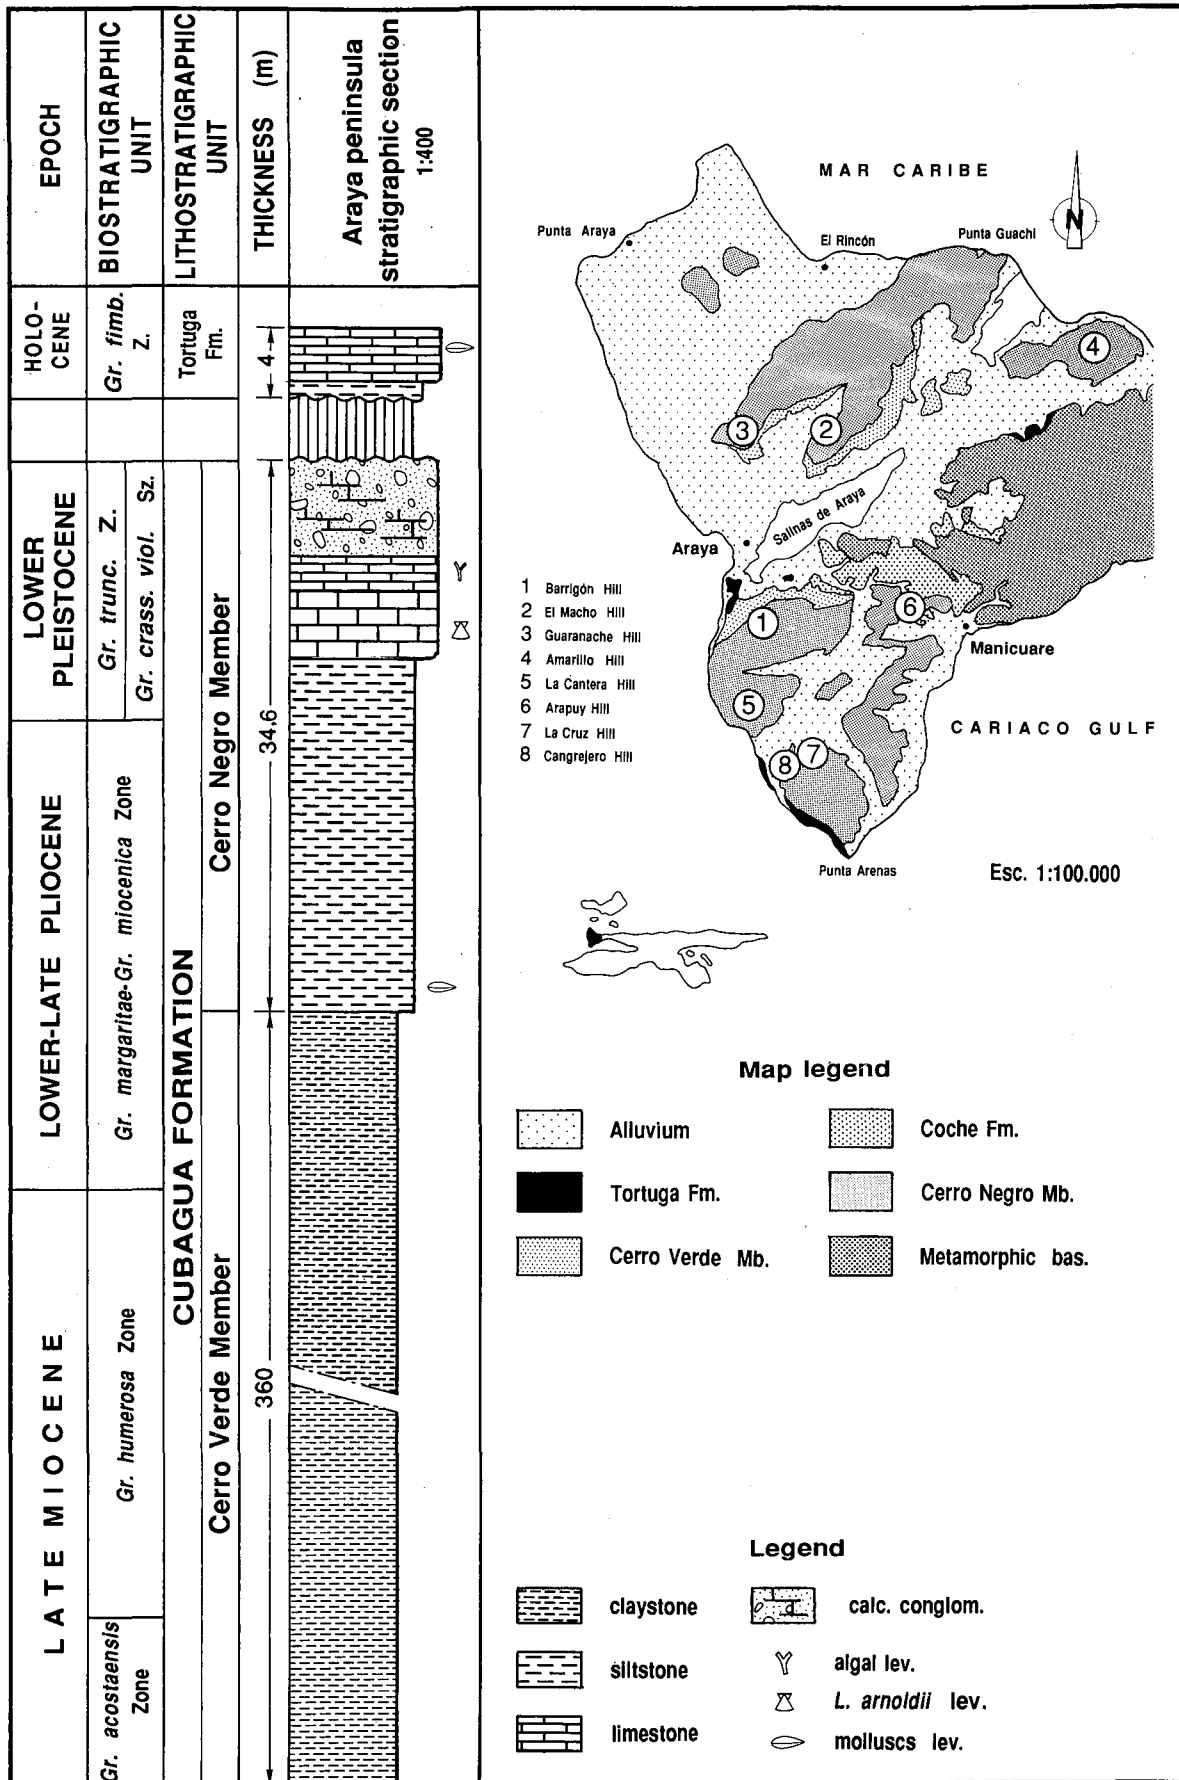 EPOCH
BIOSTRATIGRAPHIC
UNIT
LITHOSTRATIGRAPHIC
UNIT
THICKNESS (m)
Araya peninsula
stratigraphic section
1:400
HOLO-
CENE
Gr. fimb.
Z.
Tortuga
Fm.
4
LOWER
PLEISTOCENE
Gr. trunc. Z.
Gr. crass. viol. Sz.
LOWER-LATE PLIOCENE
Gr. margaritae-Gr. miocenica Zone
LATE MIOCENE
Gr. humerosa Zone
Gr. acostaensis
Zone
CUBAGUA FORMATION
Cerro Negro Member
Cerro Verde Member
34.6
360
MAR CARIBE
N
Punta Araya
El Rincón
Punta Guachi
4
3
2
Salinas de Araya
Araya
6
1
Manicuare
5
CARIACO GULF
7
8
Punta Arenas
Esc. 1:100.000
1 Barrigón Hill
2 El Macho Hill
3 Guaranache Hill
4 Amarillo Hill
5 La Cantera Hill
6 Arapuy Hill
7 La Cruz Hill
8 Cangrejero Hill
Map legend
Alluvium
Coche Fm.
Tortuga Fm.
Cerro Negro Mb.
Cerro Verde Mb.
Metamorphic bas.
Legend
claystone
calc. conglom.
siltstone
algal lev.
L. arnoldii lev.
limestone
molluscs lev.